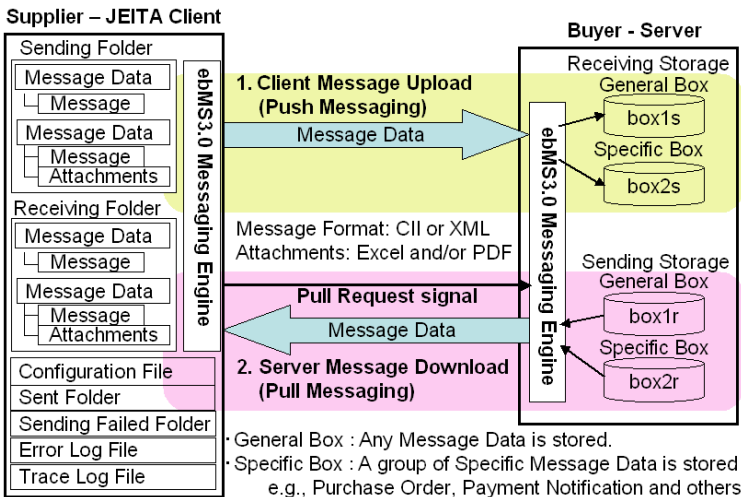 Supplier – JEITA Client
Sending Folder
Message Data
Message
Message Data
Message
Attachments
Receiving Folder
Message Data
Message
Message Data
Message
Attachments
Configuration File
Sent Folder
Sending Failed Folder
Error Log File
Trace Log File
ebMS3.0 Messaging Engine
1. Client Message Upload
(Push Messaging)
Message Data
Message Format: CII or XML
Attachments: Excel and/or PDF
Pull Request signal
Message Data
2. Server Message Download
(Pull Messaging)
Buyer - Server
ebMS3.0 Messaging Engine
Receiving Storage
General Box
box1s
Specific Box
box2s
Sending Storage
General Box
box1r
Specific Box
box2r
・General Box : Any Message Data is stored.
・Specific Box : A group of Specific Message Data is stored
e.g., Purchase Order, Payment Notification and others